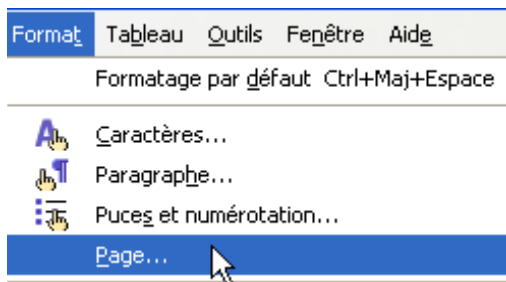 Format Tableau Outils Fenêtre Aide
Formatage par défaut Ctrl+Maj+Espace
Caractères...
Paragraphe...
Puces et numérotation...
Page...